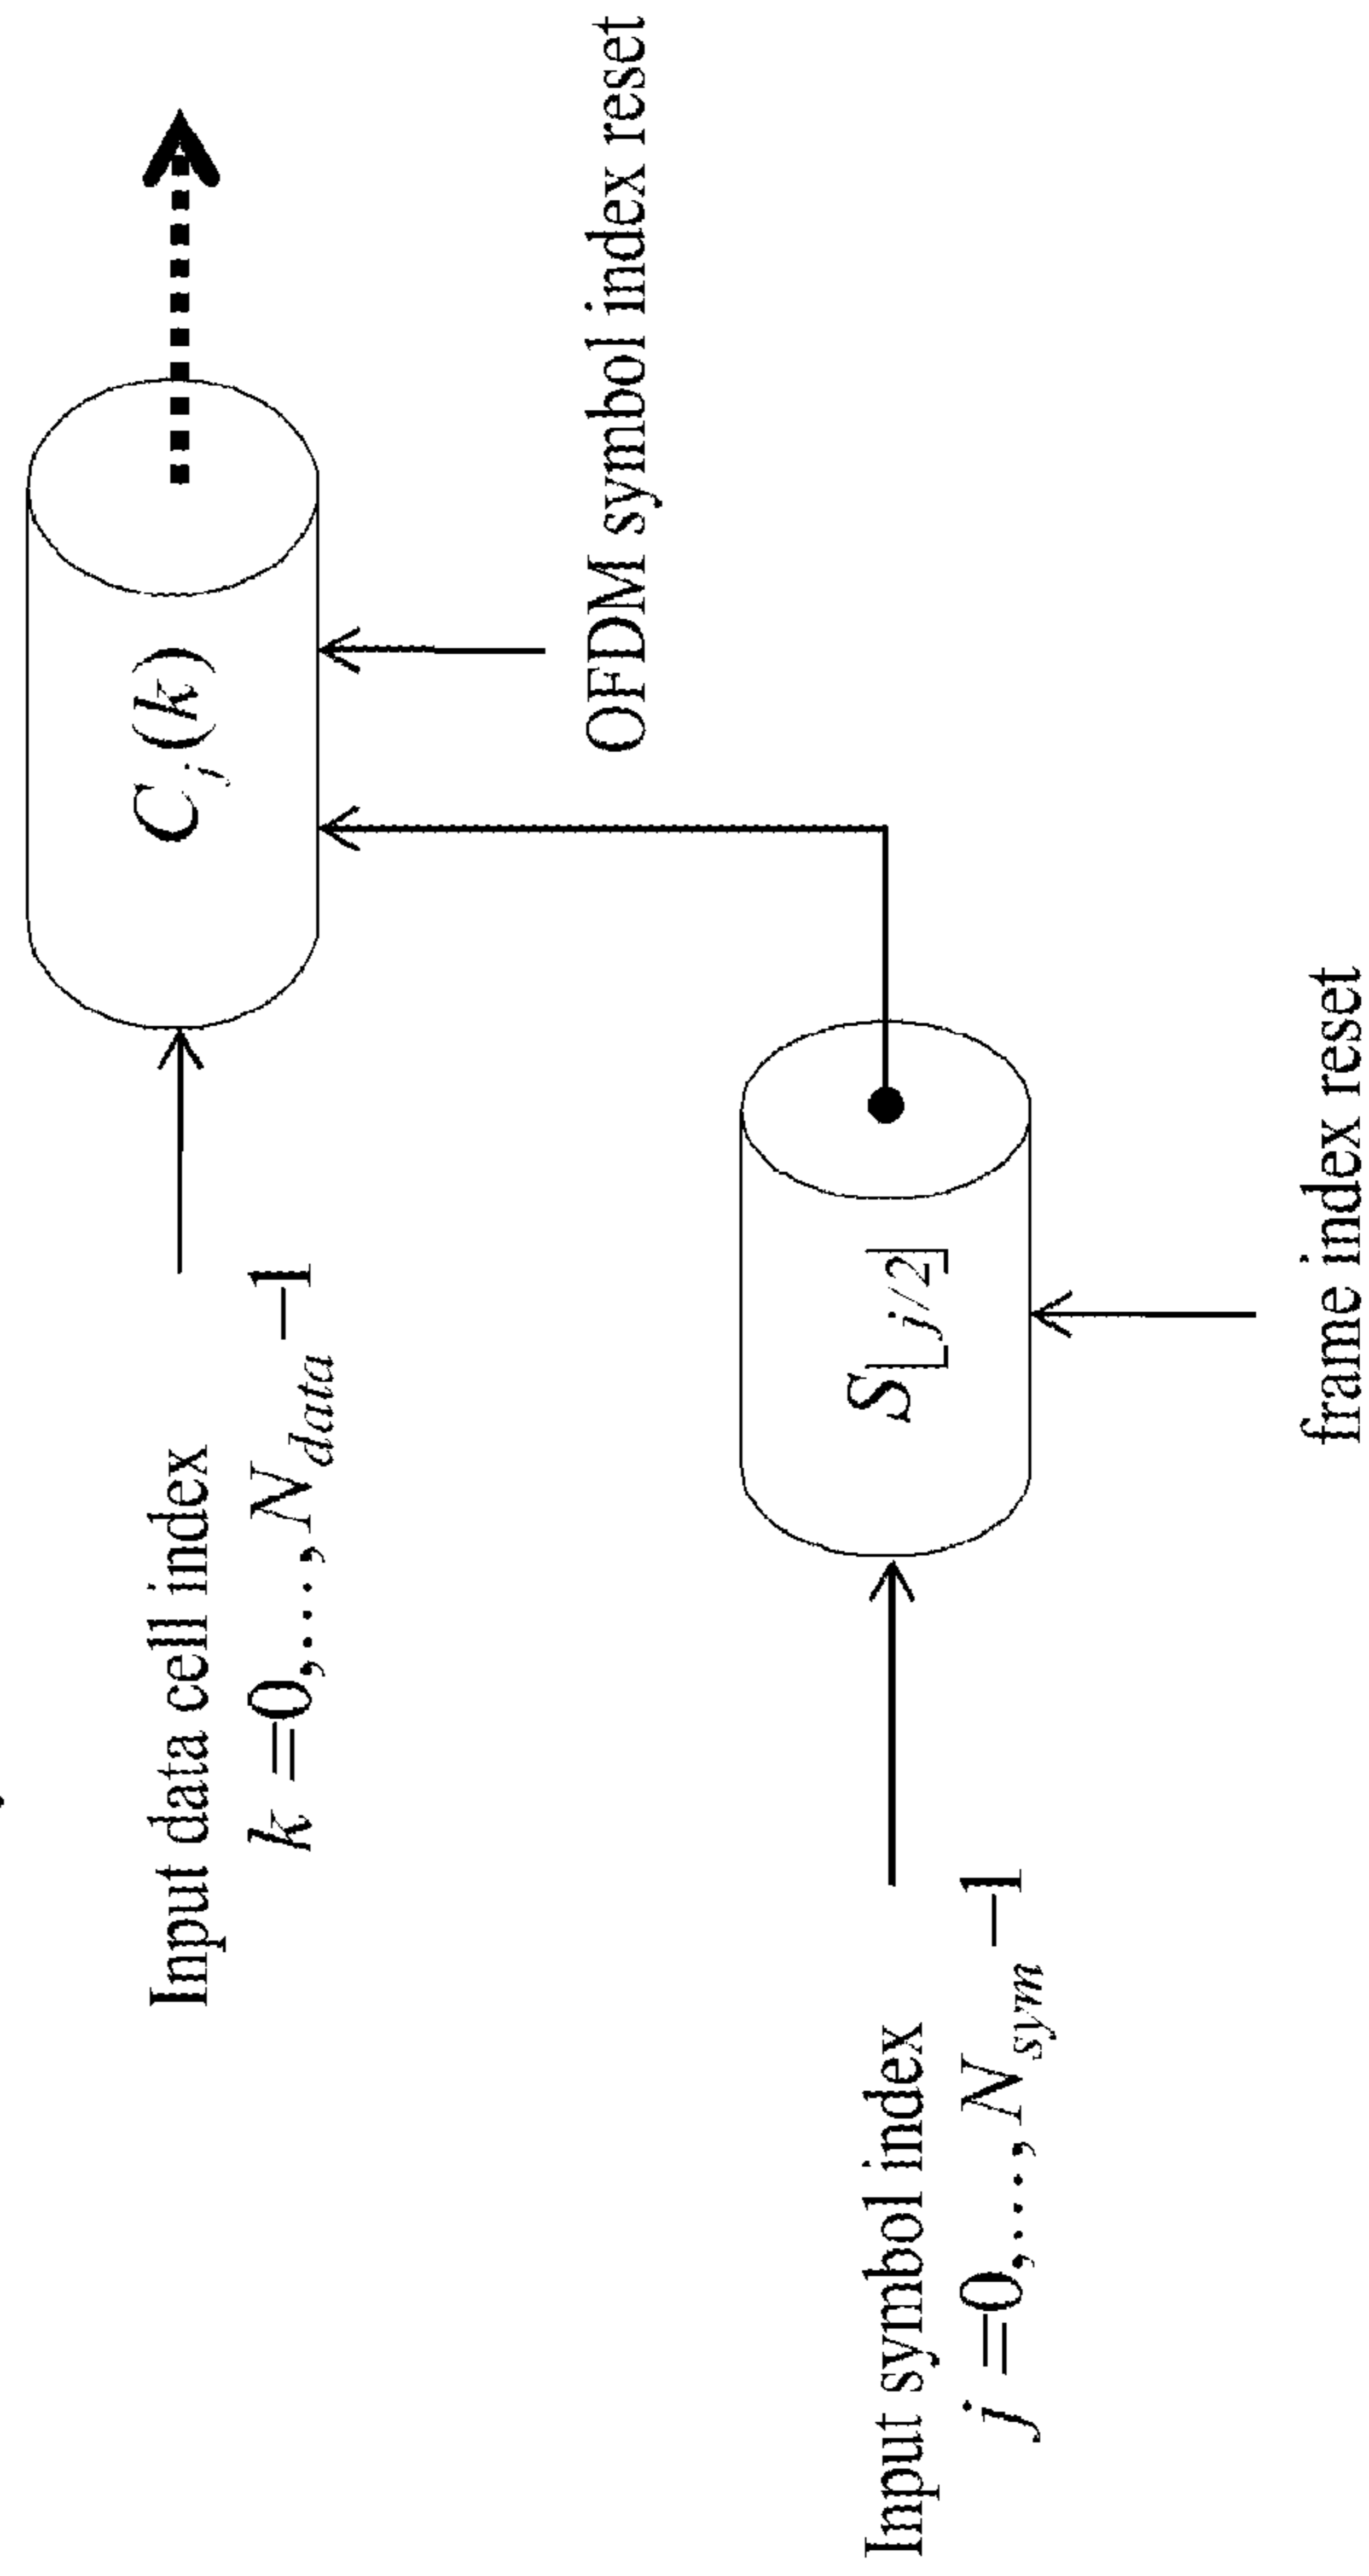 Input data cell index
k =0,…, N_data −1
C_j(k)
OFDM symbol index reset
Input symbol index
j =0,…, N_sym −1
S_⌊j/2⌋
frame index reset